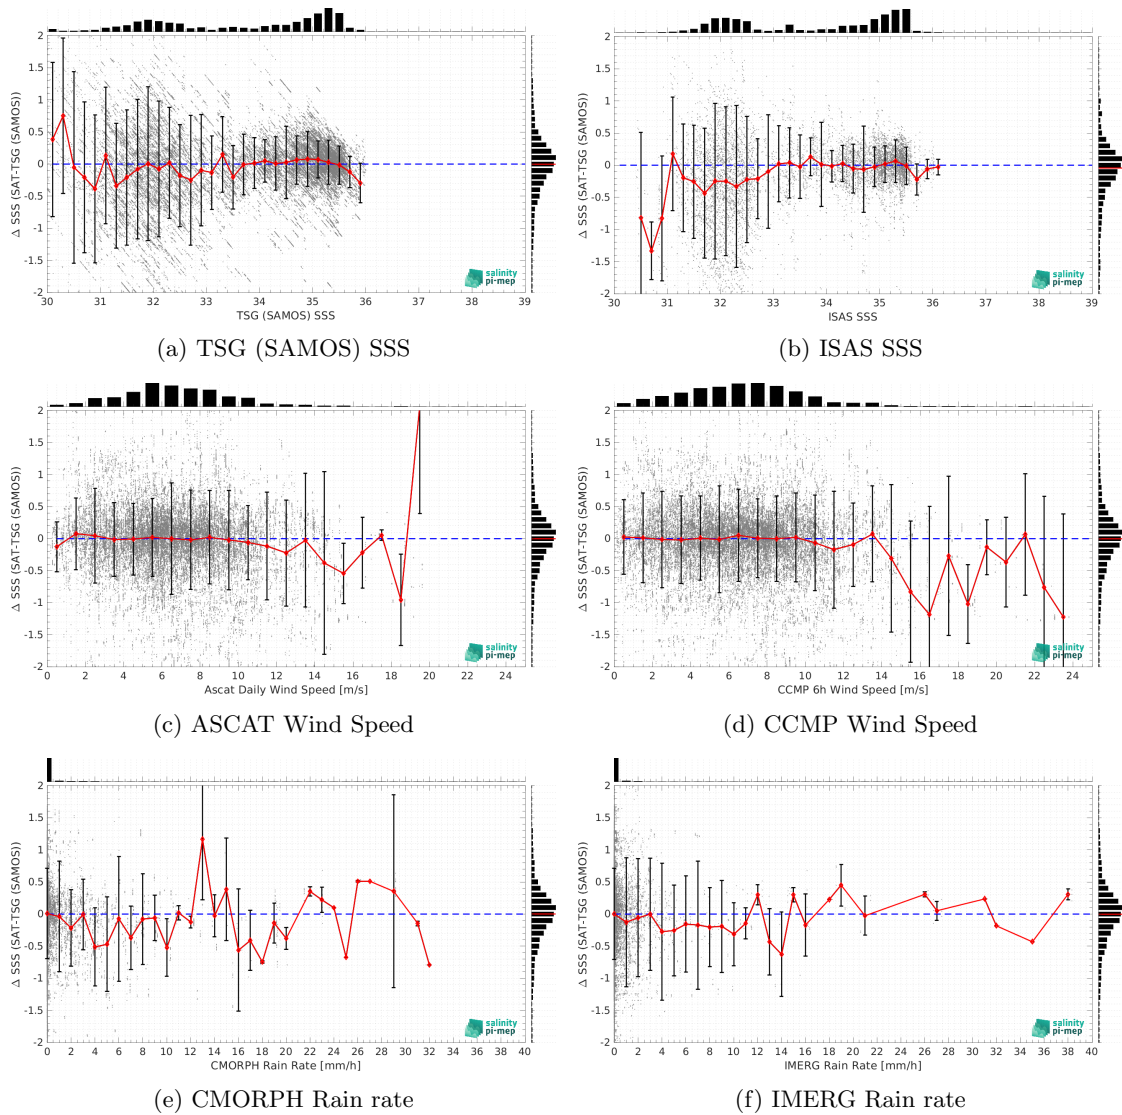 2
1.5
1
0.5
0
-0.5
-1
-1.5
-2
Δ SSS (SAT-TSG (SAMOS))
30 31 32 33 34 35 36 37 38 39
TSG (SAMOS) SSS
salinity
pi-mep
(a) TSG (SAMOS) SSS
2
1.5
1
0.5
0
-0.5
-1
-1.5
-2
Δ SSS (SAT-TSG (SAMOS))
30 31 32 33 34 35 36 37 38 39
ISAS SSS
salinity
pi-mep
(b) ISAS SSS
2
1.5
1
0.5
0
-0.5
-1
-1.5
-2
Δ SSS (SAT-TSG (SAMOS))
0 2 4 6 8 10 12 14 16 18 20 22 24
Ascat Daily Wind Speed [m/s]
salinity
pi-mep
(c) ASCAT Wind Speed
2
1.5
1
0.5
0
-0.5
-1
-1.5
-2
Δ SSS (SAT-TSG (SAMOS))
0 2 4 6 8 10 12 14 16 18 20 22 24
CCMP 6h Wind Speed [m/s]
salinity
pi-mep
(d) CCMP Wind Speed
2
1.5
1
0.5
0
-0.5
-1
-1.5
-2
Δ SSS (SAT-TSG (SAMOS))
0 2 4 6 8 10 12 14 16 18 20 22 24 26 28 30 32 34 36 38 40
CMORPH Rain Rate [mm/h]
salinity
pi-mep
(e) CMORPH Rain rate
2
1.5
1
0.5
0
-0.5
-1
-1.5
-2
Δ SSS (SAT-TSG (SAMOS))
0 2 4 6 8 10 12 14 16 18 20 22 24 26 28 30 32 34 36 38 40
IMERG Rain Rate [mm/h]
salinity
pi-mep
(f) IMERG Rain rate